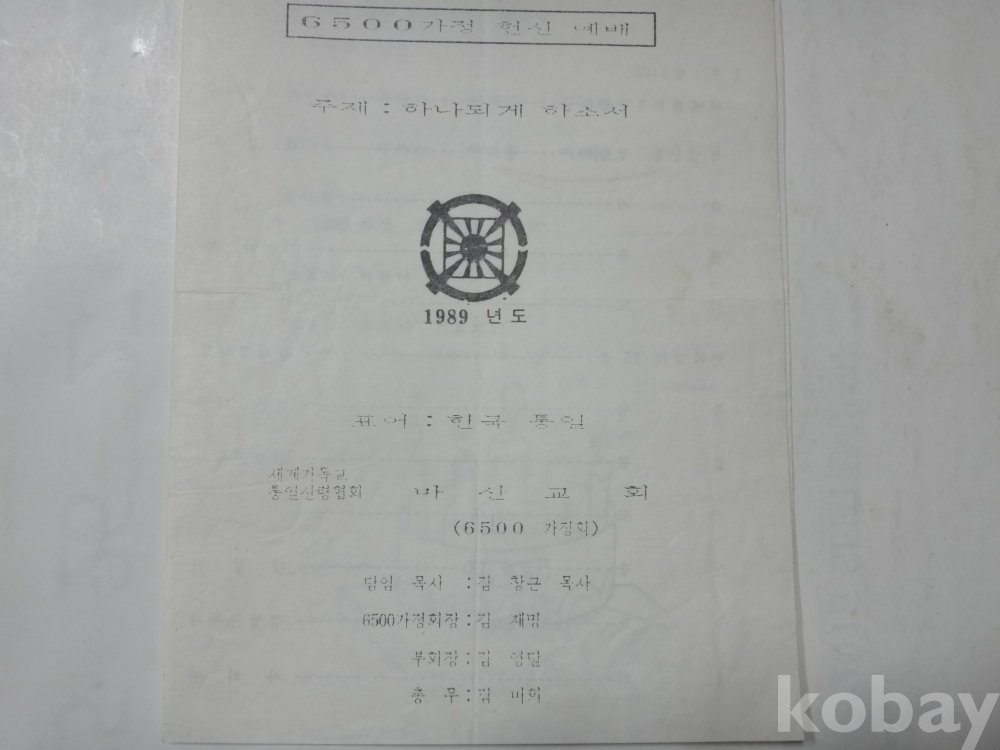 6500가정 헌신 예배
주제 : 하나되게 하소서
1989 년도
표어 : 한국 통일
세계기독교
통일신령협회 마 산 교 회
(6500 가정회)
담임 목사 : 김 창근 목사
6500가정회장 : 김 재명
부회장 : 김 영달
총 무 : 김 미희
kobay